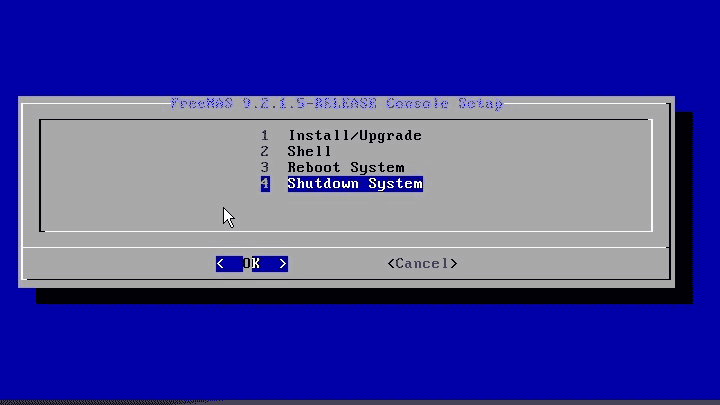 FreeNAS 9.2.1.5-RELEASE Console Setup
1 Install/Upgrade
2 Shell
3 Reboot System
4 Shutdown System
< OK > <Cancel>